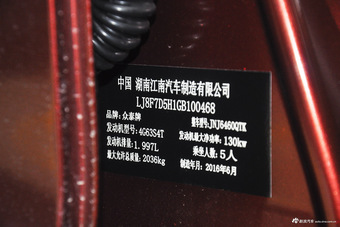 中国 湖南江南汽车制造有限公司
LJ8F7D5H1GB100468
品牌：众泰牌 整车型号：JNJ6460QTK
发动机型号：4G63S4T 发动机最大净功率：130kw
发动机排量：1.997L 乘坐人数：5人
最大允许总质量：2036kg 制造年月：2016年6月